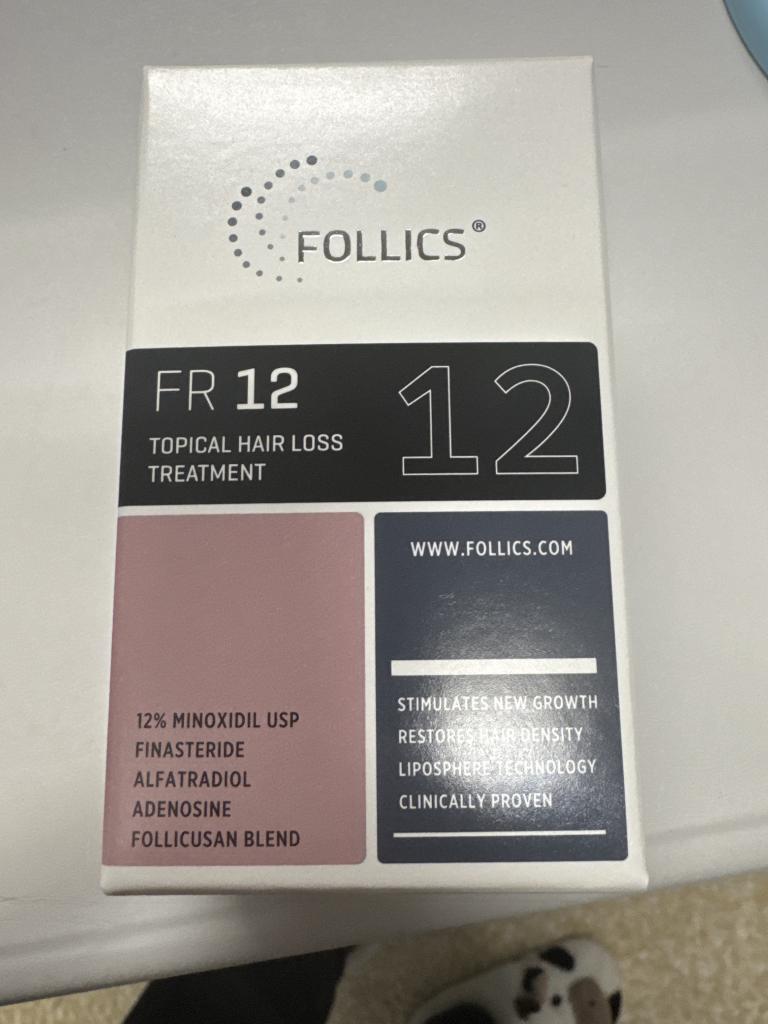 FOLLICS®
FR 12
12
TOPICAL HAIR LOSS
TREATMENT
12% MINOXIDIL USP
FINASTERIDE
ALFATRADIOL
ADENOSINE
FOLLICUSAN BLEND
WWW.FOLLICS.COM
STIMULATES NEW GROWTH
RESTORES HAIR DENSITY
LIPOSPHERE TECHNOLOGY
CLINICALLY PROVEN